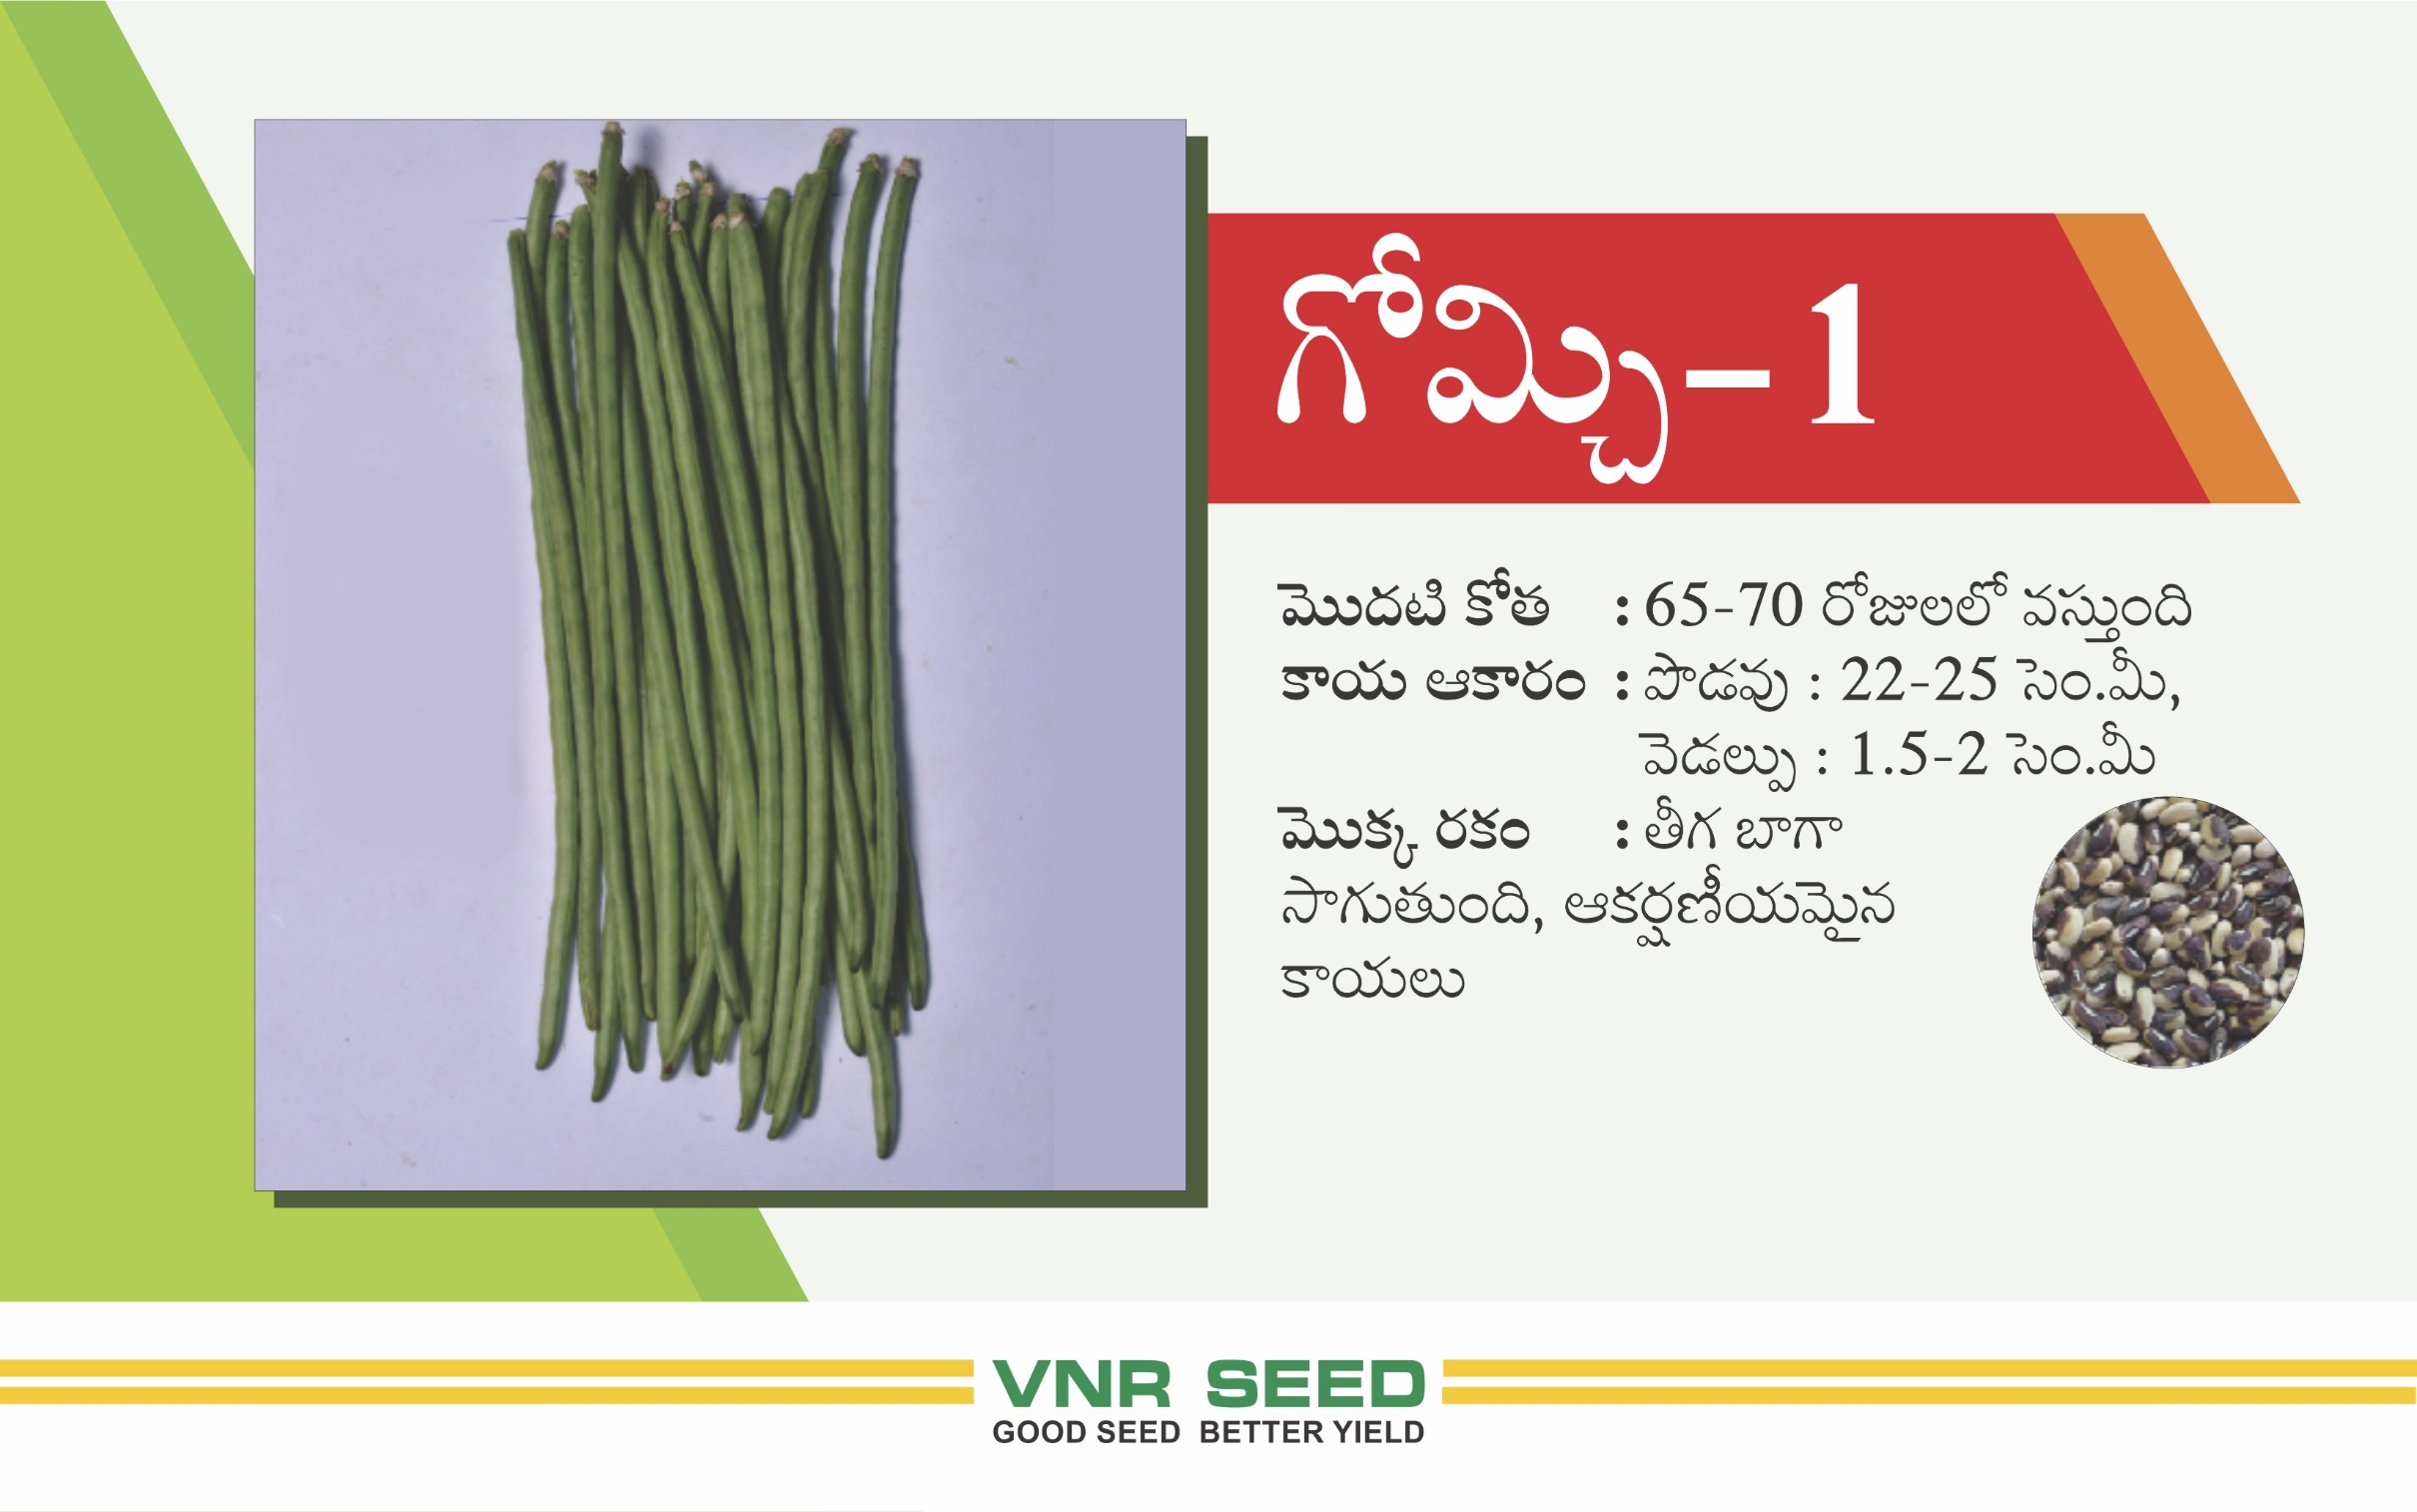 గోమ్చి-1
మొదటి కోత : 65-70 రోజులలో వస్తుంది
కాయ ఆకారం : పొడవు : 22-25 సెం.మీ,
వెడల్పు : 1.5-2 సెం.మీ
మొక్క రకం : తీగ బాగా
సాగుతుంది, ఆకర్షణీయమైన
కాయలు
VNR SEED
GOOD SEED BETTER YIELD